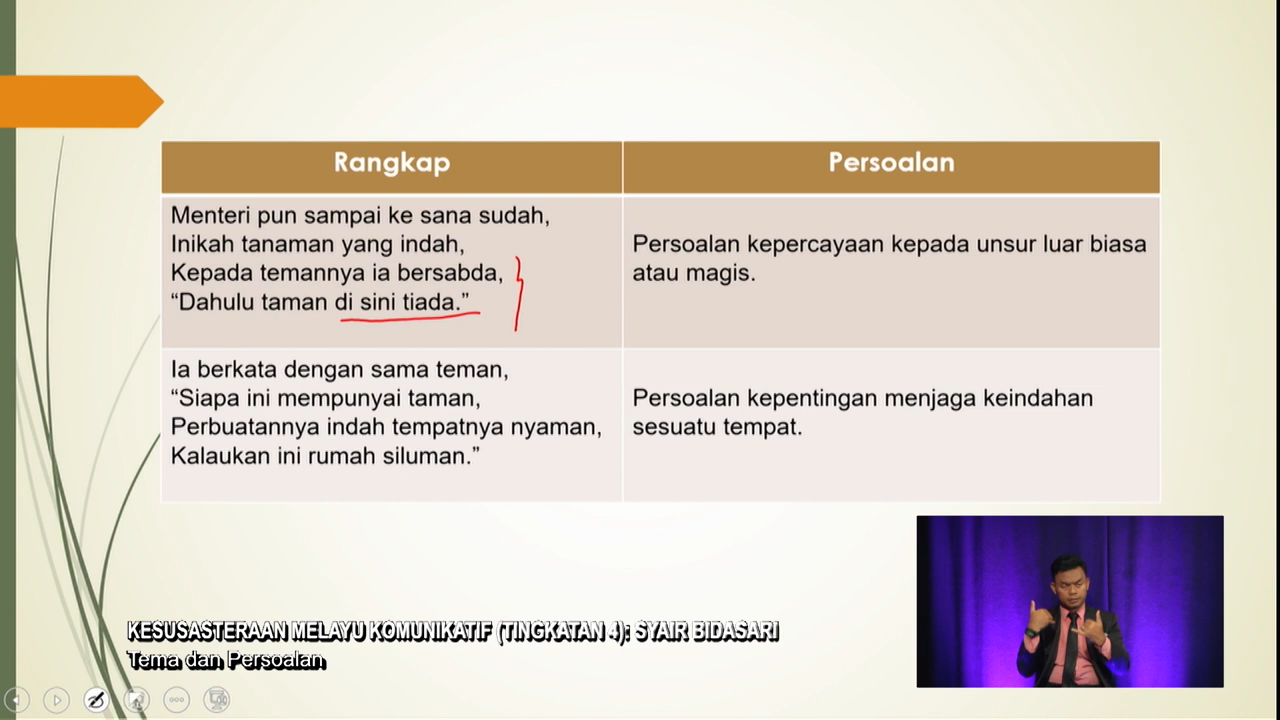 Rangkap
Persoalan
Menteri pun sampai ke sana sudah,
Inikah tanaman yang indah,
Kepada temannya ia bersabda,
“Dahulu taman di sini tiada.”
Persoalan kepercayaan kepada unsur luar biasa
atau magis.
Ia berkata dengan sama teman,
“Siapa ini mempunyai taman,
Perbuatannya indah tempatnya nyaman,
Kalaukan ini rumah siluman.”
Persoalan kepentingan menjaga keindahan
sesuatu tempat.
KESUSASTERAAN MELAYU KOMUNIKATIF (TINGKATAN 4): SYAIR BIDASARI
Tema dan Persoalan